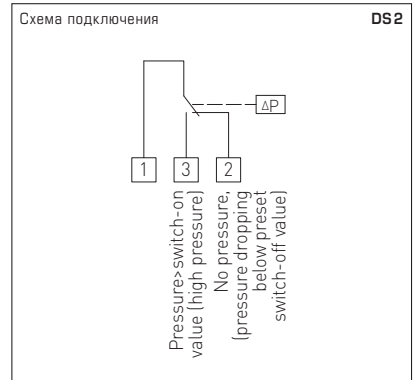 Схема подключения DS2
ΔP
1 3 2
Pressure>switch-on
value (high pressure)
No pressure,
(pressure dropping
below preset
switch-off value)